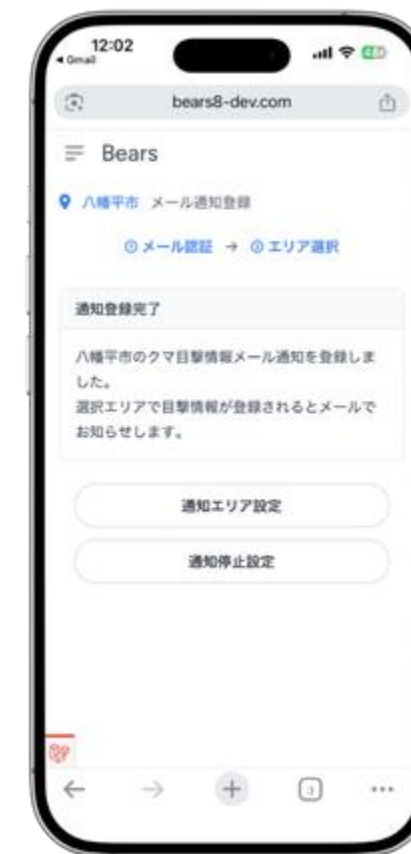 12:02
◀ Gmail
bears8-dev.com
Bears
八幡平市 メール通知登録
① メール認証 → ② エリア選択
通知登録完了
八幡平市のクマ目撃情報メール通知を登録しま
した。
選択エリアで目撃情報が登録されるとメールで
お知らせします。
通知エリア設定
通知停止設定